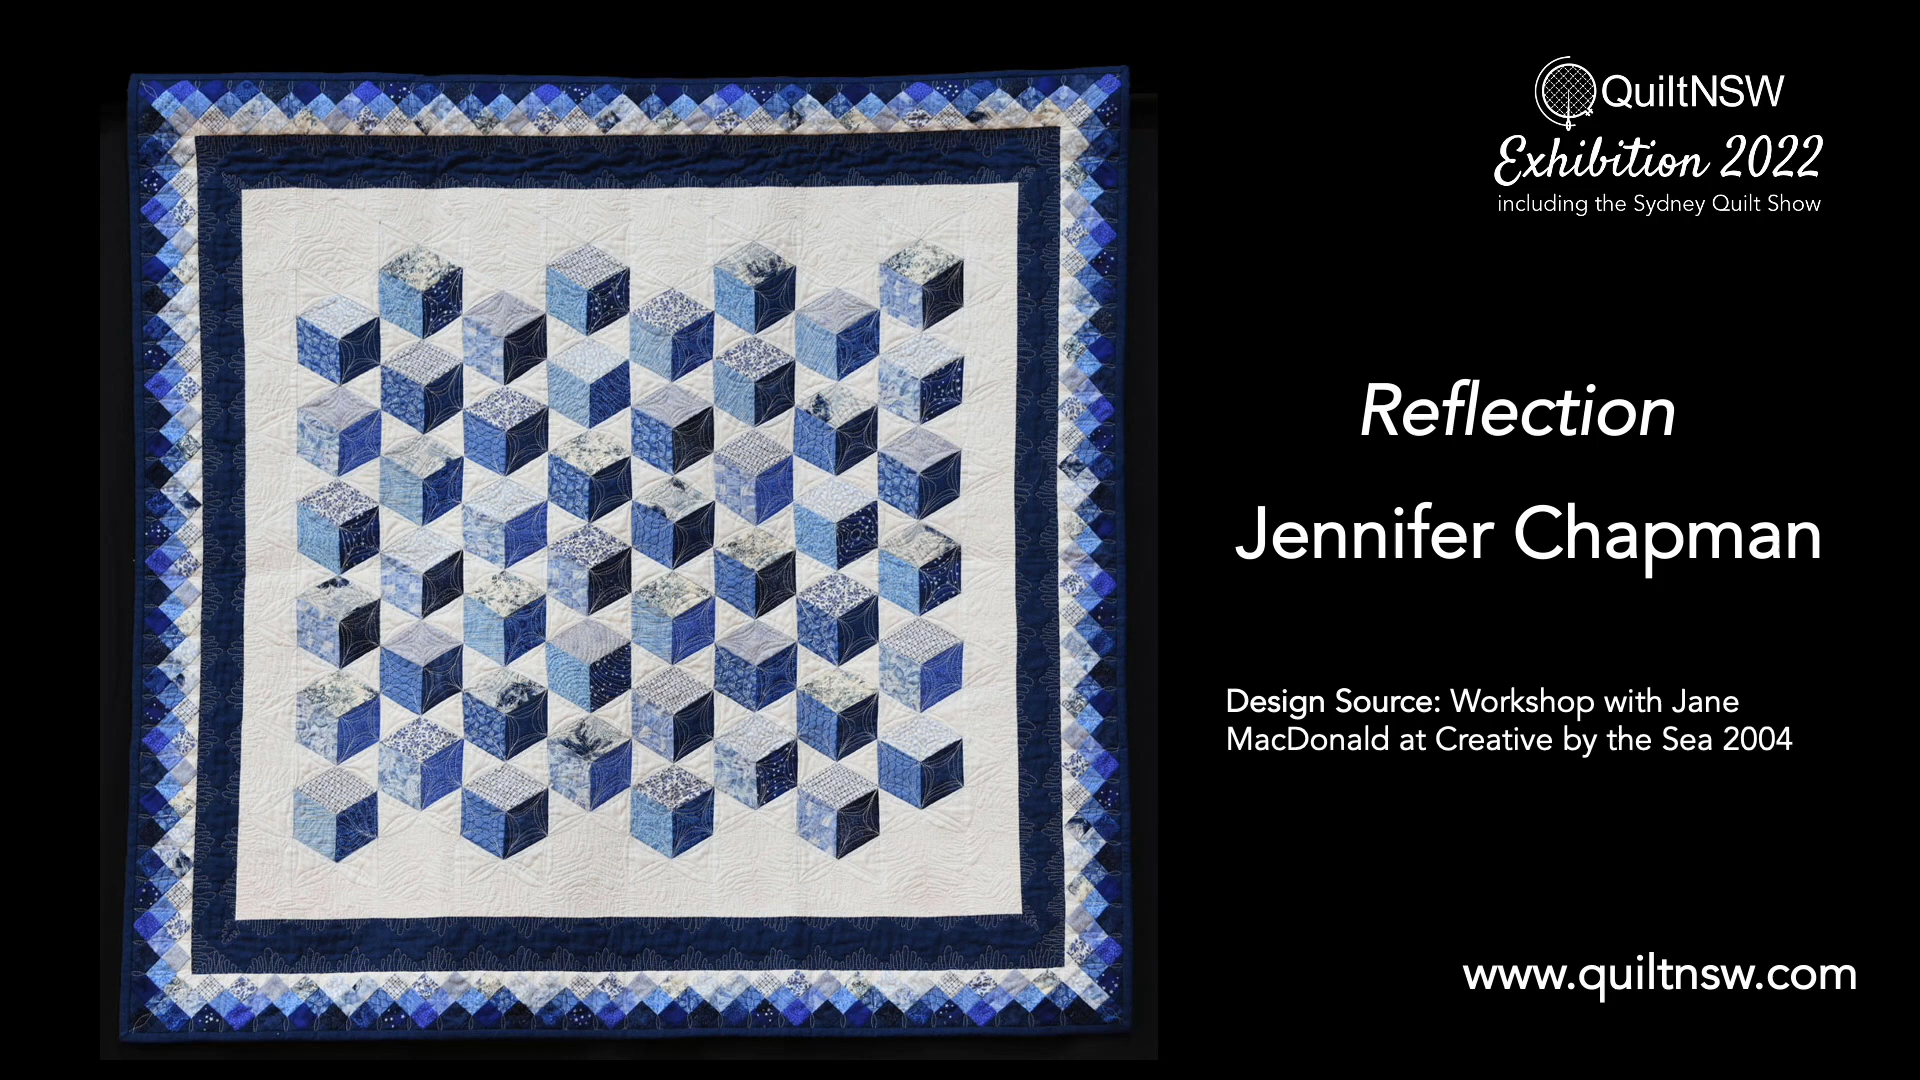 QuiltNSW
Exhibition 2022
including the Sydney Quilt Show
Reflection
Jennifer Chapman
Design Source: Workshop with Jane
MacDonald at Creative by the Sea 2004
www.quiltnsw.com